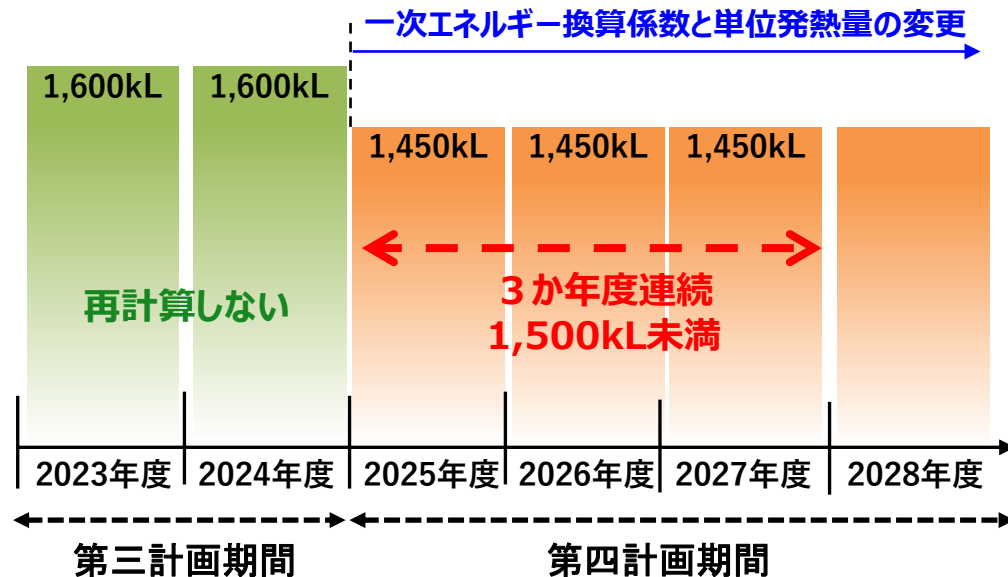 一次エネルギー換算係数と単位発熱量の変更
1,600kL
1,600kL
1,450kL
1,450kL
1,450kL
再計算しない
３か年度連続
1,500kL未満
2023年度
2024年度
2025年度
2026年度
2027年度
2028年度
第三計画期間
第四計画期間